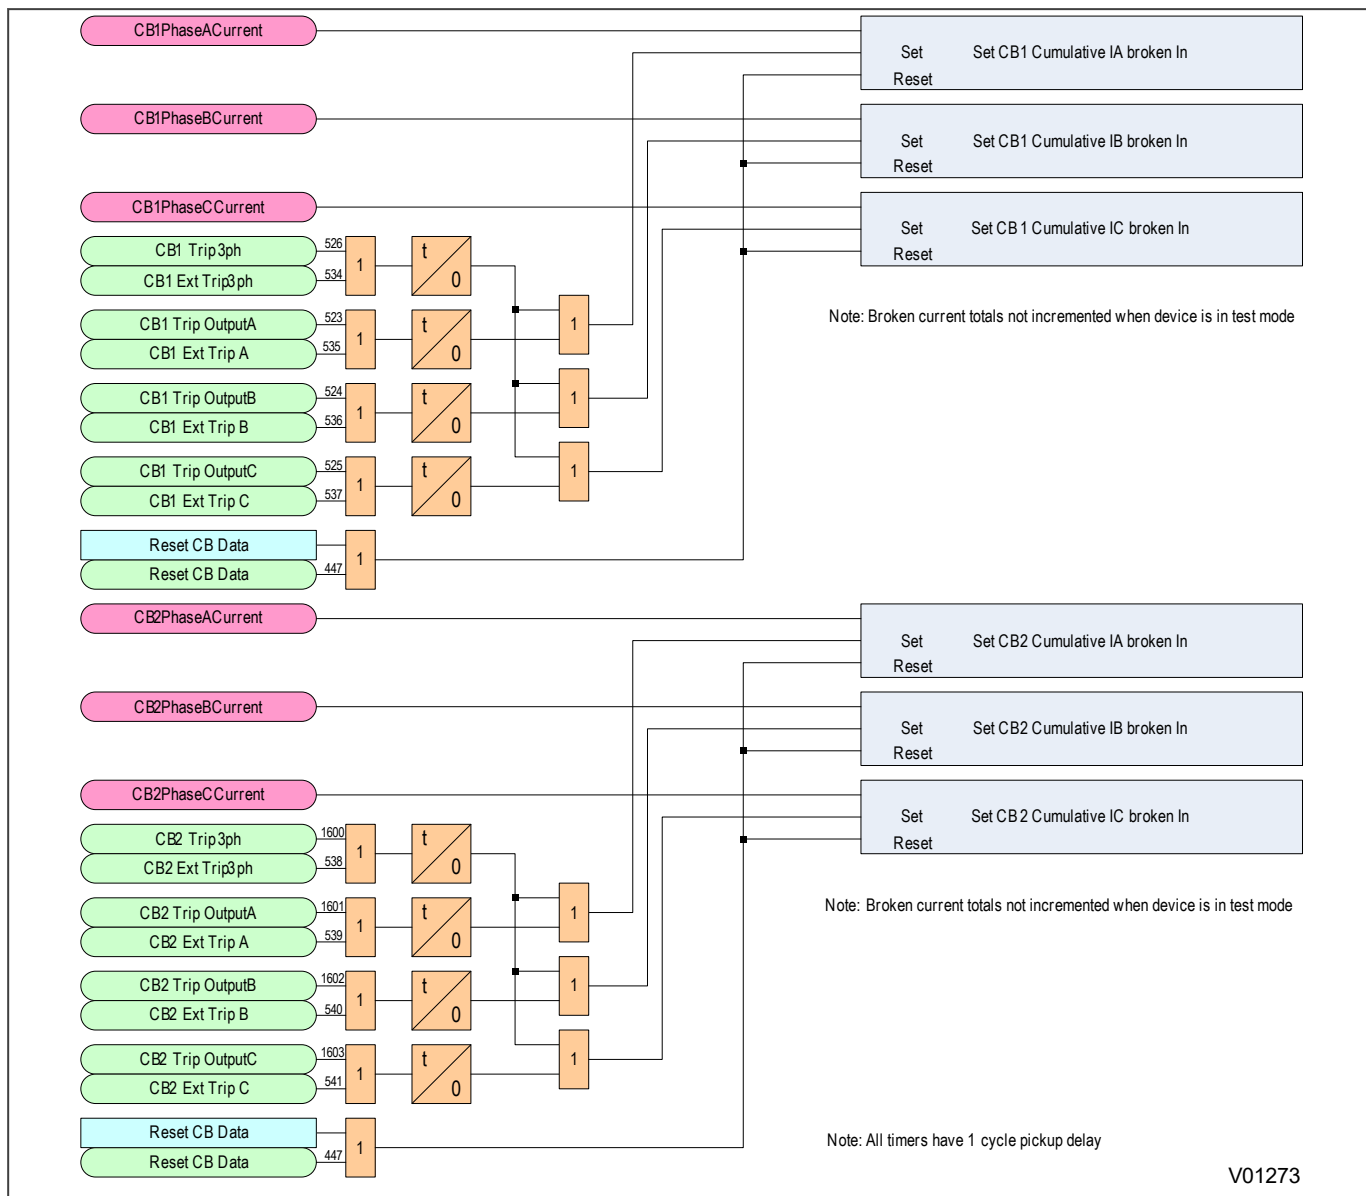 CB1PhaseACurrent
Set Set CB1 Cumulative IA broken In
Reset
CB1PhaseBCurrent
Set Set CB1 Cumulative IB broken In
Reset
CB1PhaseCCurrent
Set Set CB1 Cumulative IC broken In
Reset
CB1 Trip3ph 526
1 t 0
CB1 Ext Trip3ph 534
1
Note: Broken current totals not incremented when device is in test mode
CB1 Trip OutputA 523
1 t 0
CB1 Ext Trip A 535
1
CB1 Trip OutputB 524
1 t 0
CB1 Ext Trip B 536
1
CB1 Trip OutputC 525
1 t 0
CB1 Ext Trip C 537
Reset CB Data
1
Reset CB Data 447
CB2PhaseACurrent
Set Set CB2 Cumulative IA broken In
Reset
CB2PhaseBCurrent
Set Set CB2 Cumulative IB broken In
Reset
CB2PhaseCCurrent
Set Set CB2 Cumulative IC broken In
Reset
CB2 Trip3ph 1600
1 t 0
CB2 Ext Trip3ph 538
1
Note: Broken current totals not incremented when device is in test mode
CB2 Trip OutputA 1601
1 t 0
CB2 Ext Trip A 539
1
CB2 Trip OutputB 1602
1 t 0
CB2 Ext Trip B 540
1
CB2 Trip OutputC 1603
1 t 0
CB2 Ext Trip C 541
Reset CB Data
1
Reset CB Data 447
Note: All timers have 1 cycle pickup delay
V01273